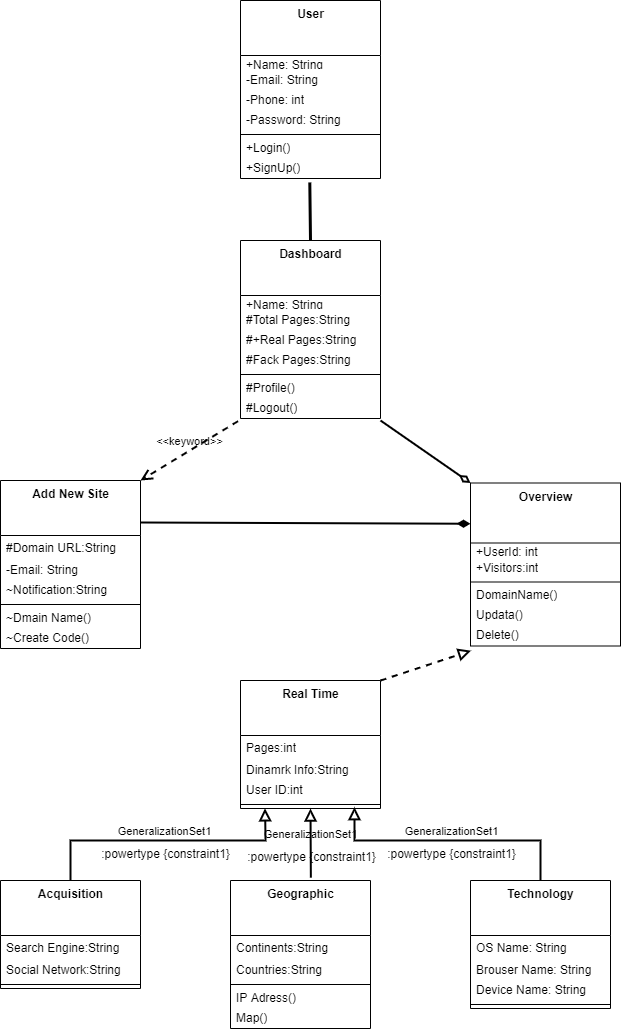 User
+Name: String
-Email: String
-Phone: int
-Password: String
+Login()
+SignUp()
Dashboard
+Name: String
#Total Pages:String
#+Real Pages:String
#Fack Pages:String
#Profile()
#Logout()
<<keyword>>
Add New Site
#Domain URL:String
-Email: String
~Notification:String
~Dmain Name()
~Create Code()
Overview
+UserId: int
+Visitors:int
DomainName()
Updata()
Delete()
Real Time
Pages:int
Dinamrk Info:String
User ID:int
GeneralizationSet1
:powertype {constraint1}
GeneralizationSet1
:powertype {constraint1}
GeneralizationSet1
:powertype {constraint1}
Acquisition
Search Engine:String
Social Network:String
Geographic
Continents:String
Countries:String
IP Adress()
Map()
Technology
OS Name: String
Brouser Name: String
Device Name: String